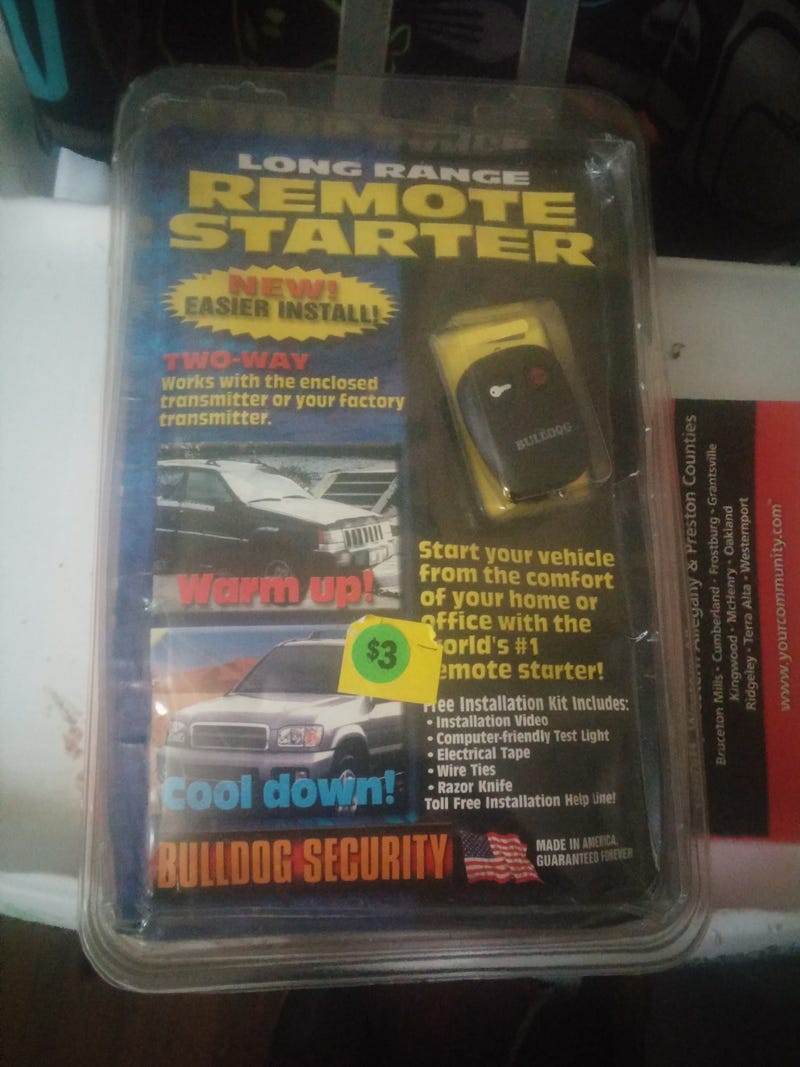 LONG RANGE
REMOTE
STARTER
NEW!
EASIER INSTALL!
TWO-WAY
Works with the enclosed
transmitter or your factory
transmitter.
BULLDOG
Warm up!
Start your vehicle
from the comfort
of your home or
office with the
orld's #1
emote starter!
$3
Cool down!
Free Installation Kit Includes:
• Installation Video
• Computer-friendly Test Light
• Electrical Tape
• Wire Ties
• Razor Knife
Toll Free Installation Help Line!
BULLDOG SECURITY
MADE IN AMERICA.
GUARANTEED FOREVER
Allegany & Preston Counties
Bruceton Mills • Cumberland • Frostburg • Grantsville
Kingwood • McHenry • Oakland
Ridgeley • Terra Alta • Westernport
www.yourcommunity.com